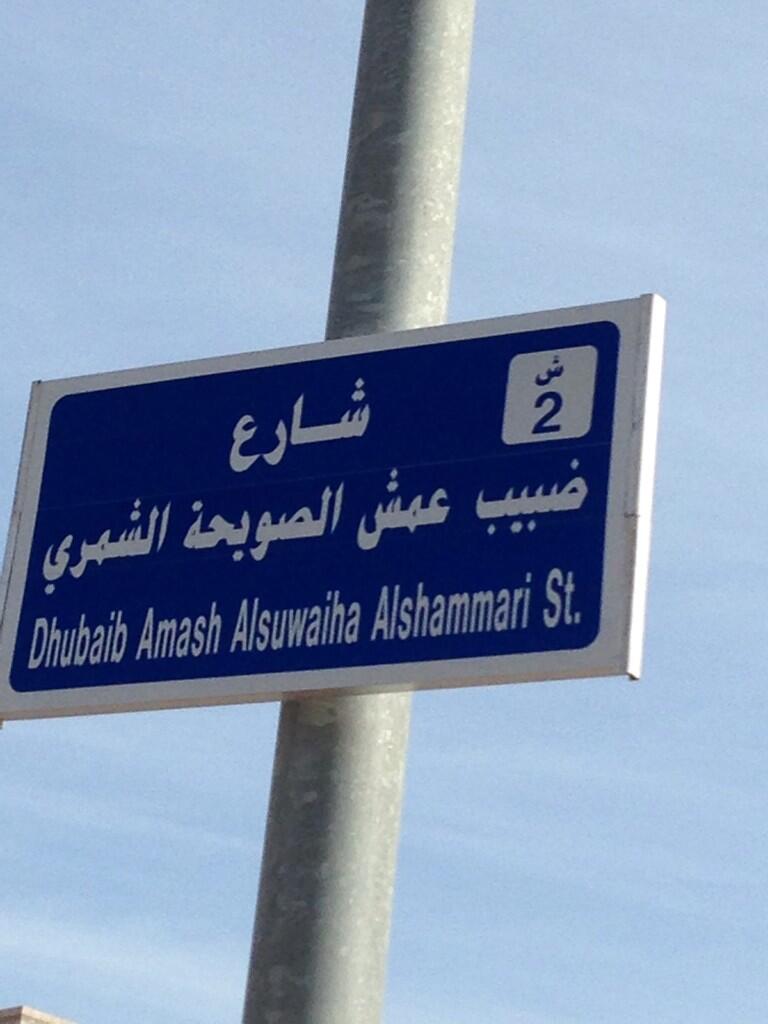 ش
2
شارع
ضبيب عمش الصويحة الشمري
Dhubaib Amash Alsuwaiha Alshammari St.